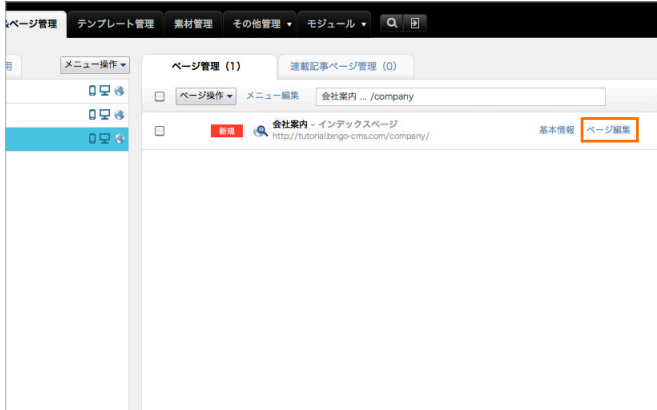 &ページ管理 テンプレート管理 素材管理 その他管理 ▼ モジュール ▼
用 メニュー操作 ▼ ページ管理 (1) 連載記事ページ管理 (0)
ページ操作 ▼ メニュー編集 会社案内 ... /company
新規 会社案内 - インデックスページ 基本情報 ページ編集
http://tutorial.bingo-cms.com/company/